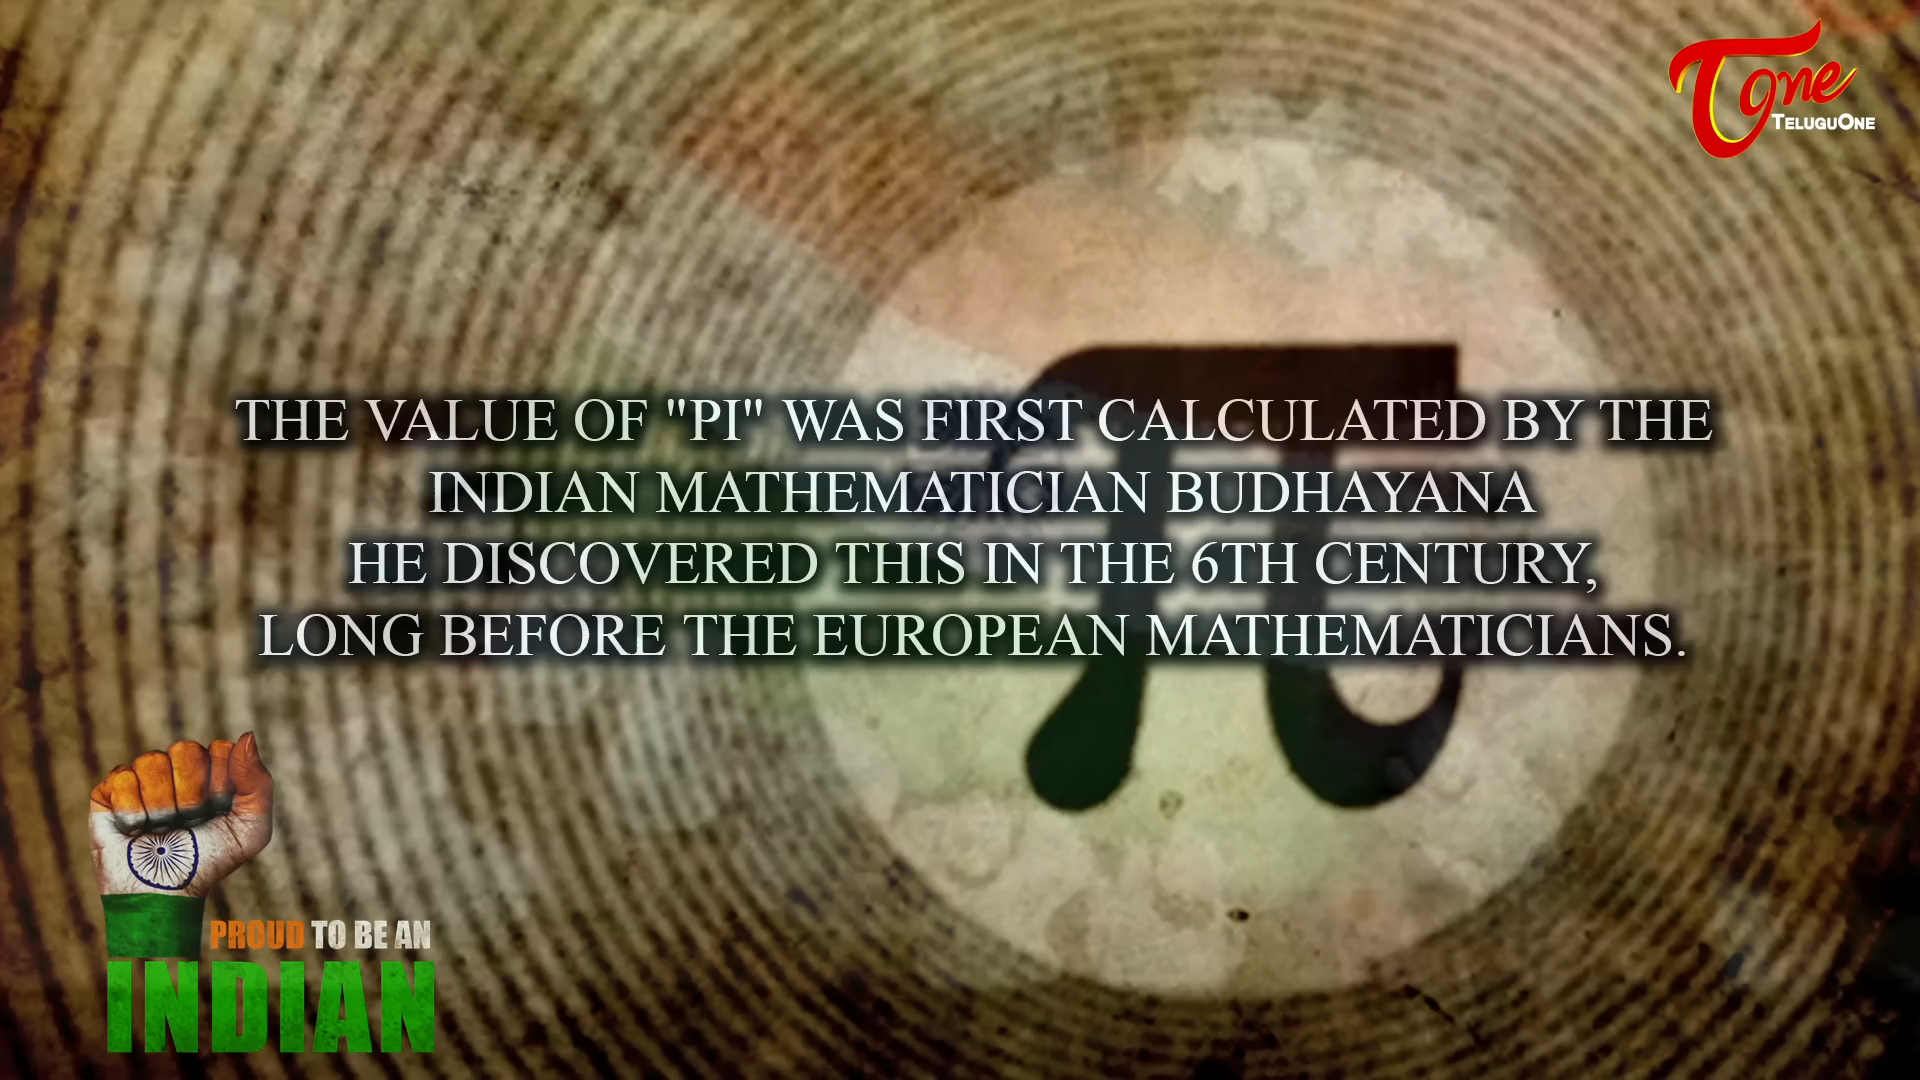 Tone
TELUGUONE
THE VALUE OF "PI" WAS FIRST CALCULATED BY THE
INDIAN MATHEMATICIAN BUDHAYANA
HE DISCOVERED THIS IN THE 6TH CENTURY,
LONG BEFORE THE EUROPEAN MATHEMATICIANS.
π
PROUD TO BE AN
INDIAN